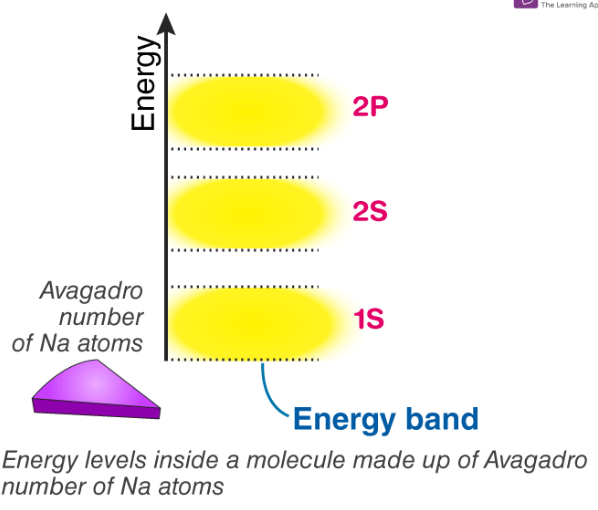 The Learning Ap
Energy
2P
2S
1S
Avagadro
number
of Na atoms
Energy band
Energy levels inside a molecule made up of Avagadro
number of Na atoms